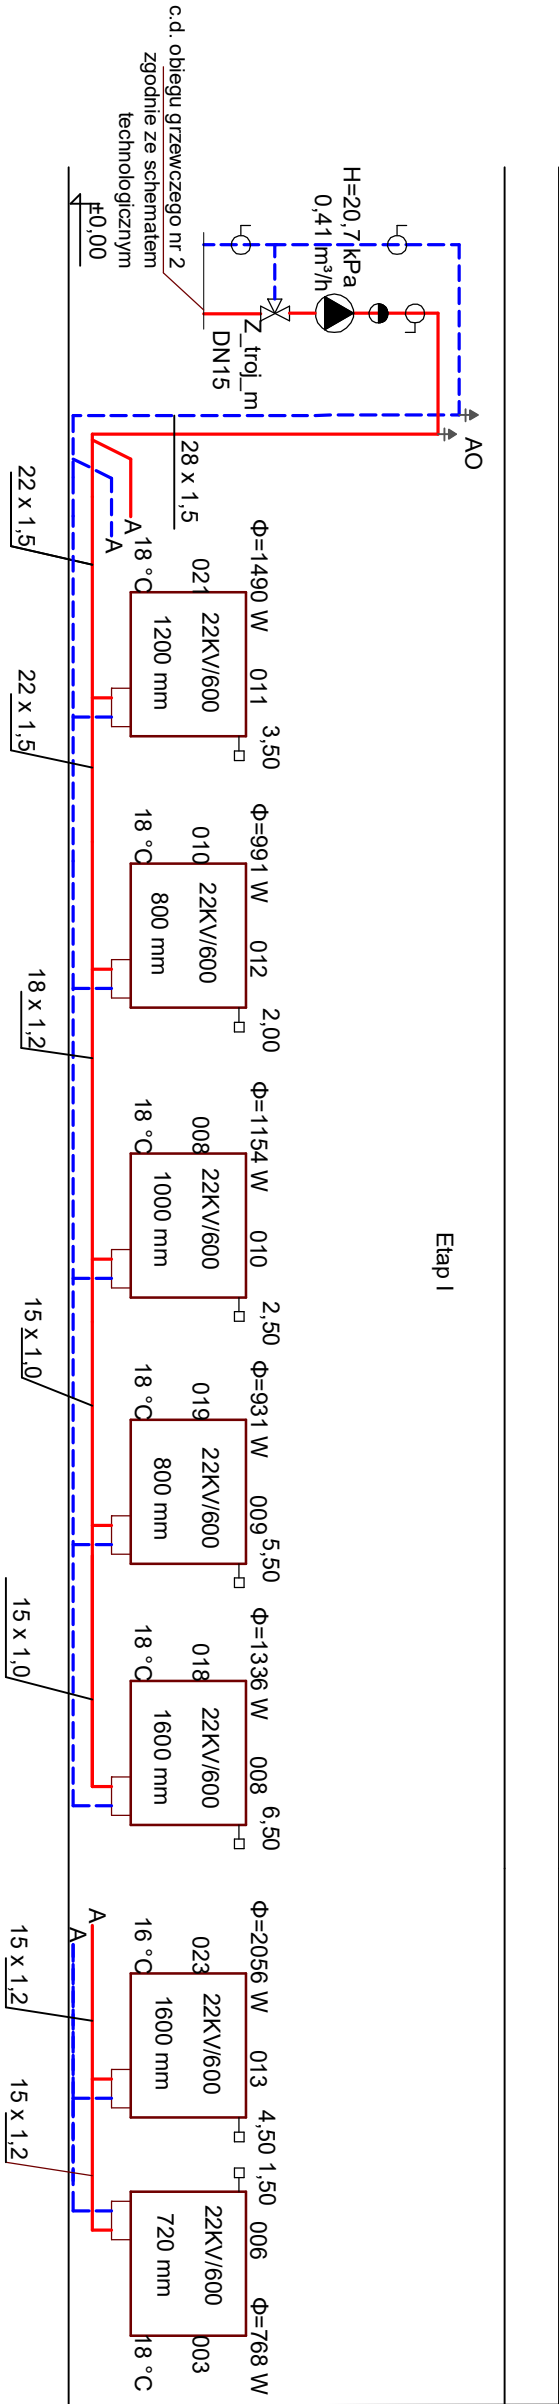 c.d. obiegu grzewczego nr 2
zgodnie ze schematem
technologicznym
±0,00
H=20,7 kPa
0,41 m³/h
Z_troj_m
DN15
AO
28 x 1,5
22 x 1,5
A
A
Φ=1490 W
011
3,50
021
22KV/600
18 °C
1200 mm
22 x 1,5
Φ=991 W
012
2,00
010
22KV/600
18 °C
800 mm
18 x 1,2
Φ=1154 W
010
2,50
008
22KV/600
18 °C
1000 mm
Etap I
15 x 1,0
Φ=931 W
009
5,50
019
22KV/600
18 °C
800 mm
15 x 1,0
Φ=1336 W
008
6,50
018
22KV/600
18 °C
1600 mm
A
A
15 x 1,2
Φ=2056 W
013
4,50
023
22KV/600
16 °C
1600 mm
15 x 1,2
1,50
006
Φ=768 W
22KV/600
003
720 mm
18 °C